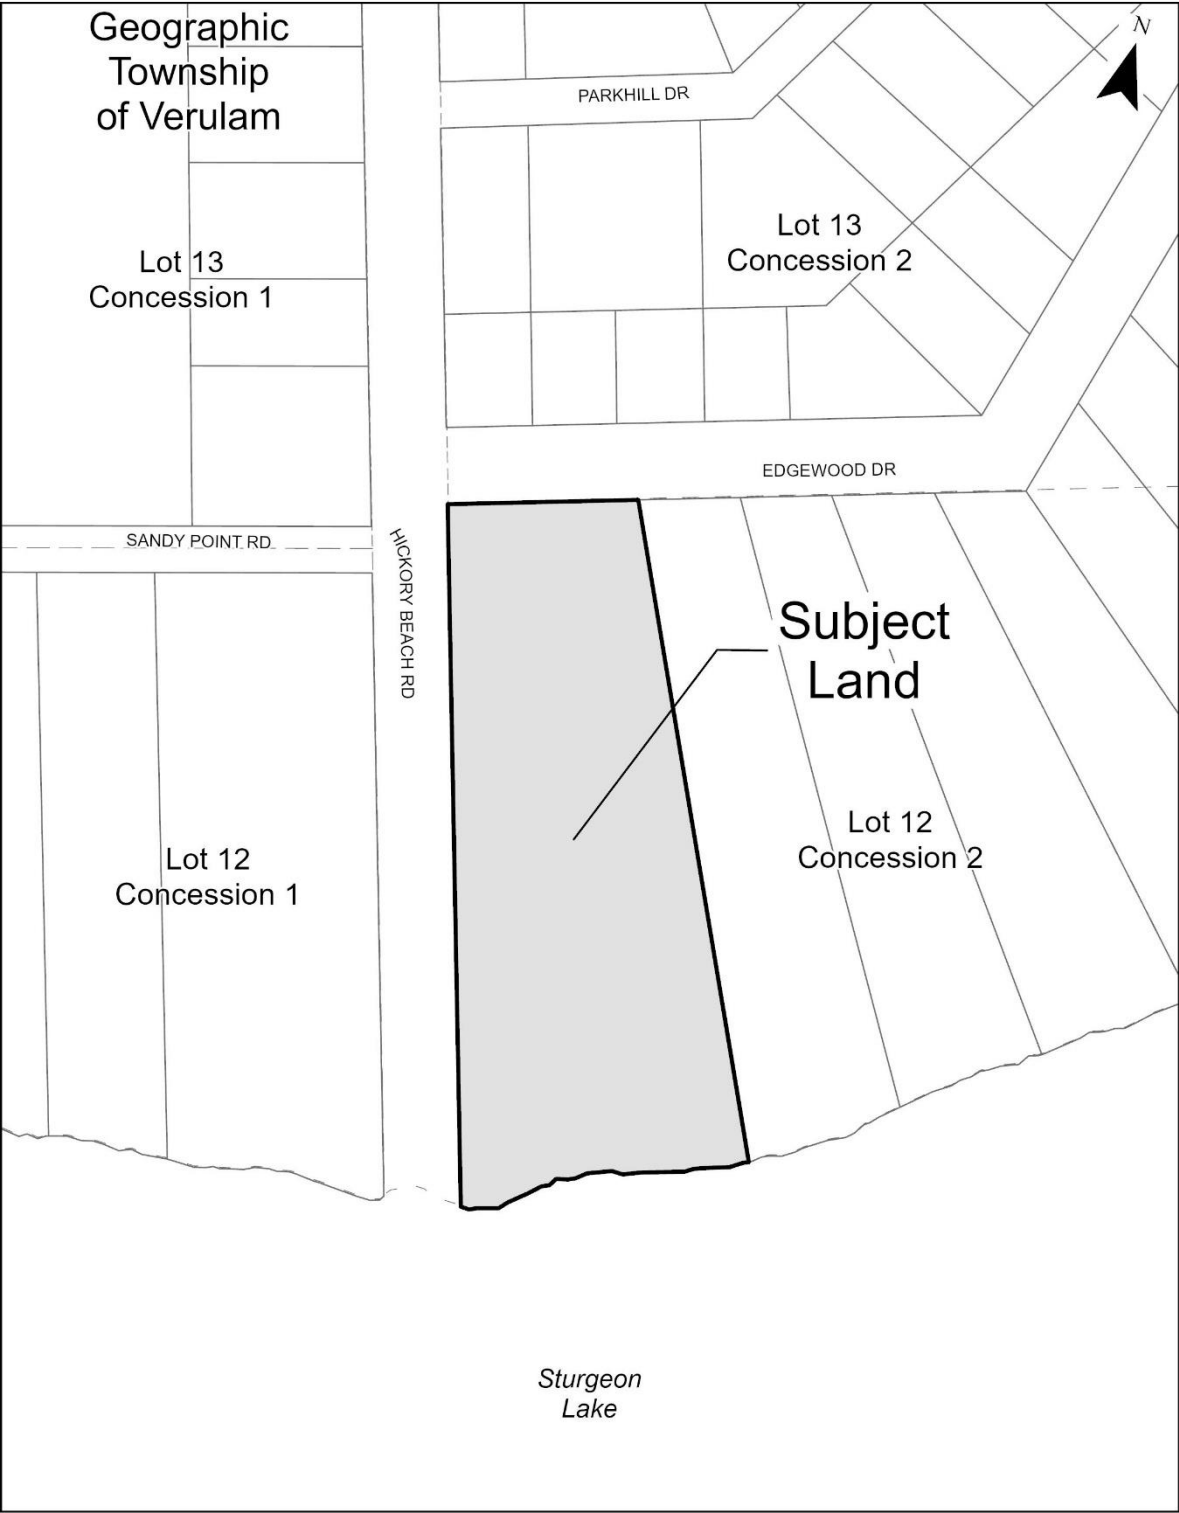 Geographic
Township
of Verulam
N
PARKHILL DR
Lot 13
Concession 2
Lot 13
Concession 1
EDGEWOOD DR
SANDY POINT RD
HICKORY BEACH RD
Subject
Land
Lot 12
Concession 2
Lot 12
Concession 1
Sturgeon
Lake